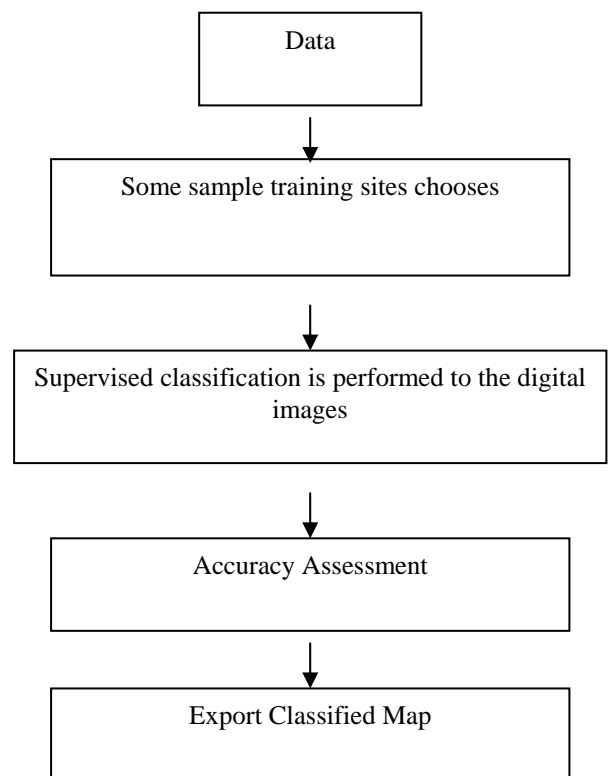 Data
Some sample training sites chooses
Supervised classification is performed to the digital
images
Accuracy Assessment
Export Classified Map